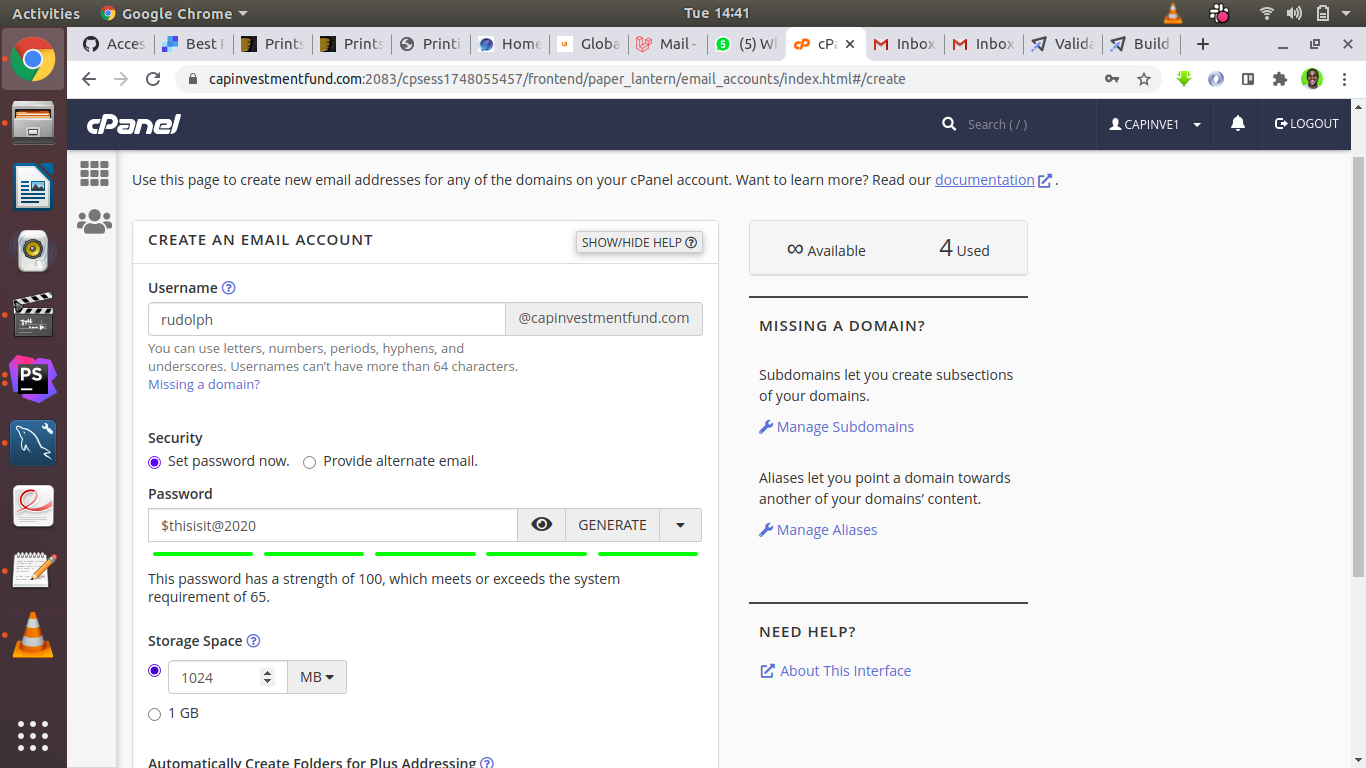 Activities
Google Chrome
Tue 14:41
Acces
Best F
Prints
Prints
Printi
Home
Globa
Mail -
(5) W
cPa
Inbox
Inbox
Valida
Build
capinvestmentfund.com:2083/cpsess1748055457/frontend/paper_lantern/email_accounts/index.html#/create
cPanel
Search ( / )
CAPINVE1
LOGOUT
Use this page to create new email addresses for any of the domains on your cPanel account. Want to learn more? Read our documentation .
CREATE AN EMAIL ACCOUNT
SHOW/HIDE HELP
Username
rudolph
@capinvestmentfund.com
You can use letters, numbers, periods, hyphens, and
underscores. Usernames can't have more than 64 characters.
Missing a domain?
Security
Set password now.
Provide alternate email.
Password
$thisisit@2020
GENERATE
This password has a strength of 100, which meets or exceeds the system
requirement of 65.
Storage Space
1024
MB
1 GB
Automatically Create Folders for Plus Addressing
∞ Available
4 Used
MISSING A DOMAIN?
Subdomains let you create subsections
of your domains.
Manage Subdomains
Aliases let you point a domain towards
another of your domains' content.
Manage Aliases
NEED HELP?
About This Interface
PS